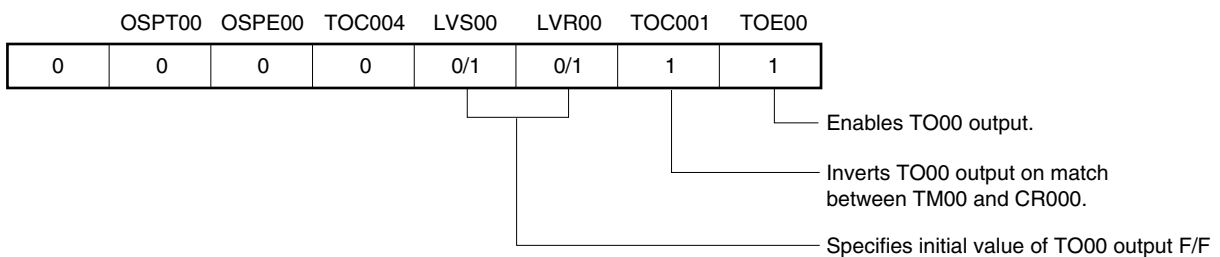 OSPT00 OSPE00 TOC004 LVS00 LVR00 TOC001 TOE00
0 0 0 0 0/1 0/1 1 1
Enables TO00 output.
Inverts TO00 output on match
between TM00 and CR000.
Specifies initial value of TO00 output F/F